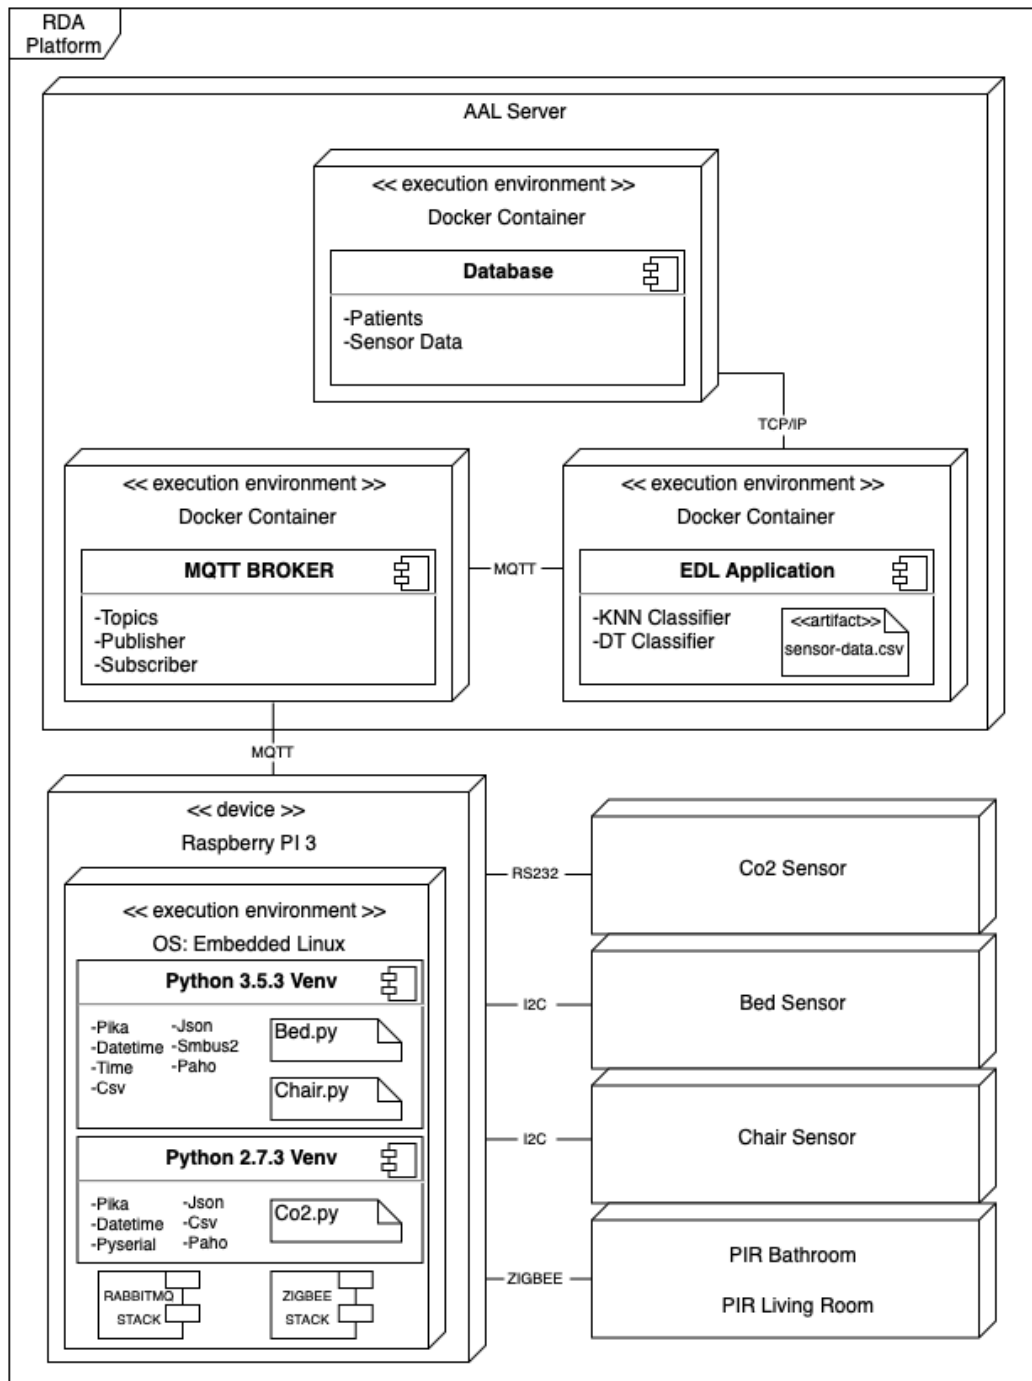 RDA
Platform
AAL Server
<< execution environment >>
Docker Container
Database
-Patients
-Sensor Data
TCP/IP
<< execution environment >>
Docker Container
MQTT BROKER
-Topics
-Publisher
-Subscriber
MQTT
<< execution environment >>
Docker Container
EDL Application
-KNN Classifier
-DT Classifier
<<artifact>>
sensor-data.csv
MQTT
<< device >>
Raspberry PI 3
<< execution environment >>
OS: Embedded Linux
Python 3.5.3 Venv
-Pika
-Datetime
-Time
-Csv
-Json
-Smbus2
-Paho
Bed.py
Chair.py
Python 2.7.3 Venv
-Pika
-Datetime
-Pyserial
-Json
-Csv
-Paho
Co2.py
RABBITMQ
STACK
ZIGBEE
STACK
RS232
Co2 Sensor
I2C
Bed Sensor
I2C
Chair Sensor
ZIGBEE
PIR Bathroom
PIR Living Room